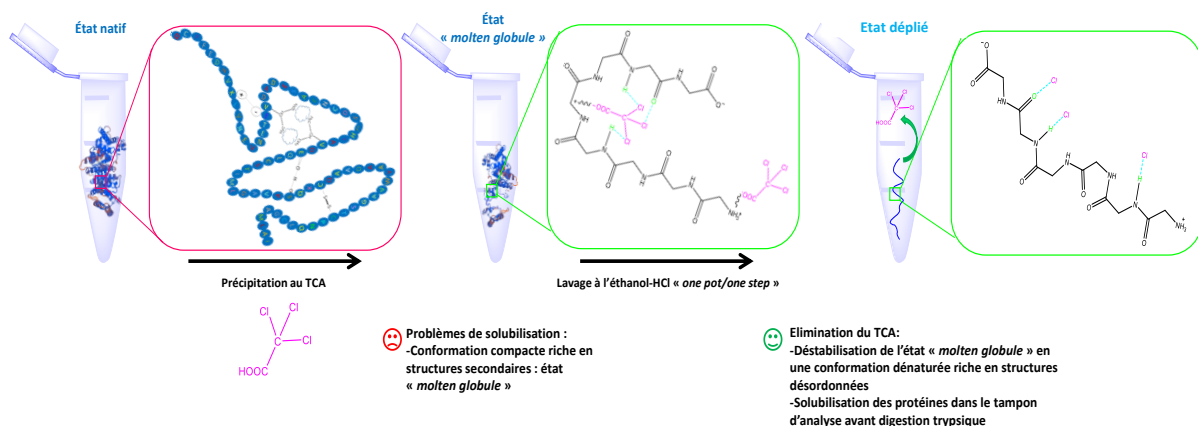 État natif
État
« molten globule »
Etat déplié
Précipitation au TCA
Lavage à l'éthanol-HCl « one pot/one step »
Cl
Cl
Cl
C
HOOC
Problèmes de solubilisation :
-Conformation compacte riche en
structures secondaires : état
« molten globule »
Elimination du TCA:
-Déstabilisation de l'état « molten globule » en
une conformation dénaturée riche en structures
désordonnées
-Solubilisation des protéines dans le tampon
d'analyse avant digestion trypsique